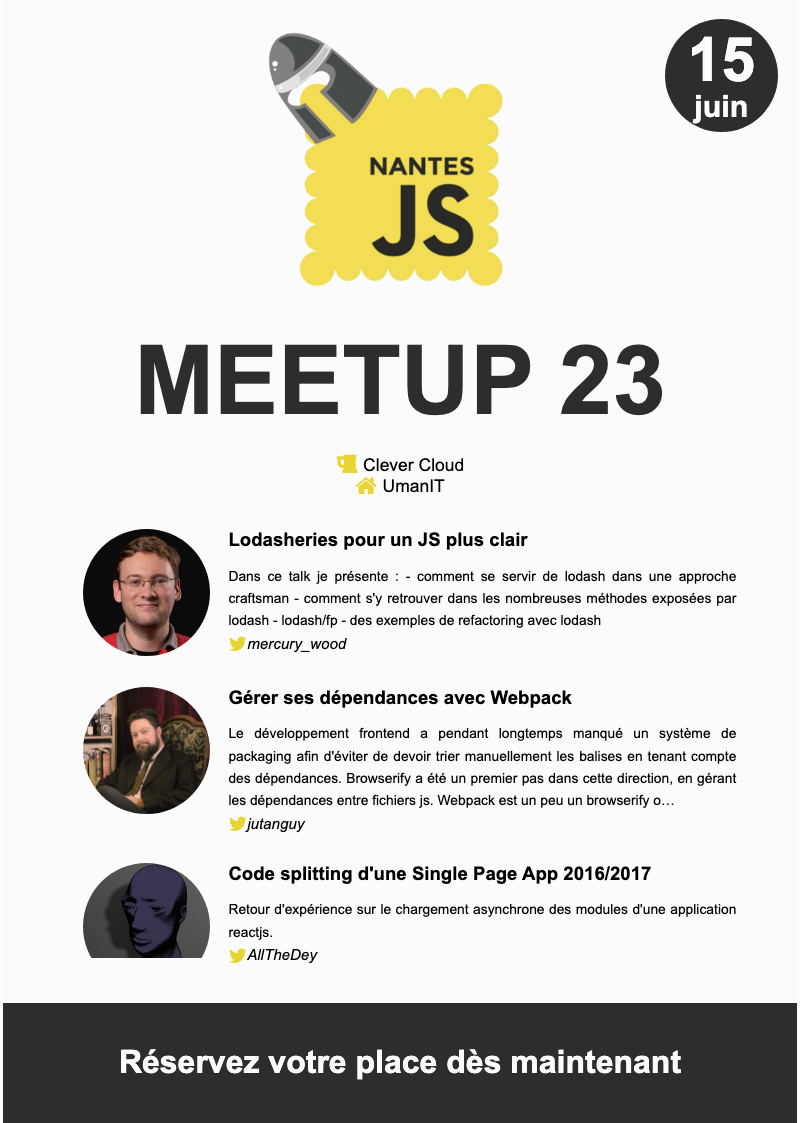 15
juin
NANTES
JS
MEETUP 23
Clever Cloud
UmanIT
Lodasheries pour un JS plus clair
Dans ce talk je présente : - comment se servir de lodash dans une approche
craftsman - comment s'y retrouver dans les nombreuses méthodes exposées par
lodash - lodash/fp - des exemples de refactoring avec lodash
mercury_wood
Gérer ses dépendances avec Webpack
Le développement frontend a pendant longtemps manqué un système de
packaging afin d'éviter de devoir trier manuellement les balises en tenant compte
des dépendances. Browserify a été un premier pas dans cette direction, en gérant
les dépendances entre fichiers js. Webpack est un peu un browserify o…
jutanguy
Code splitting d'une Single Page App 2016/2017
Retour d'expérience sur le chargement asynchrone des modules d'une application
reactjs.
AllTheDey
Réservez votre place dès maintenant